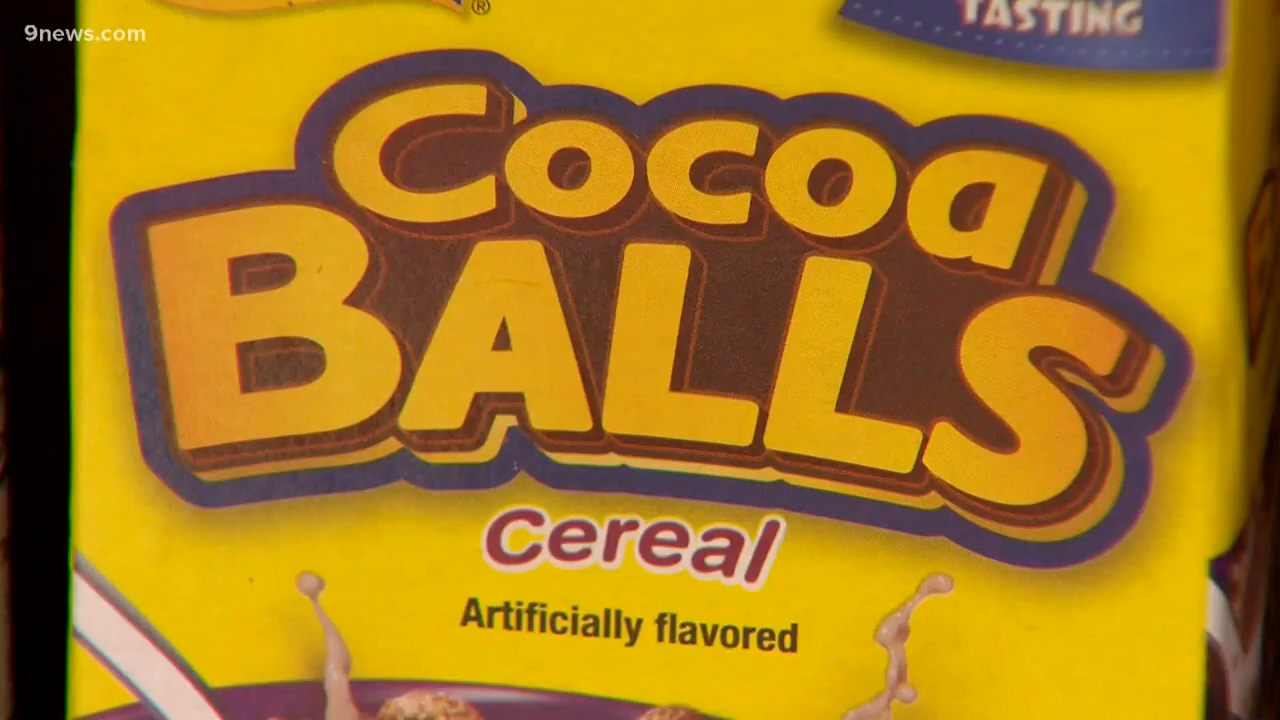 9news.com
®
TASTING
Cocoa
BALLS
Cereal
Artificially flavored